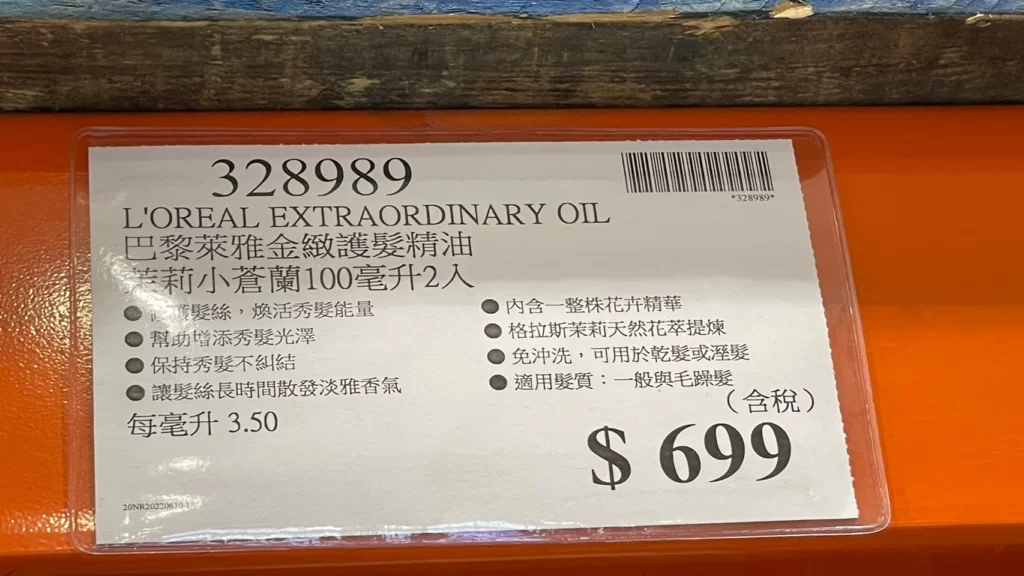 328989
*328989*
L'OREAL EXTRAORDINARY OIL
巴黎萊雅金緻護髮精油
茉莉小蒼蘭100毫升2入
護髮絲，煥活秀髮能量
幫助增添秀髮光澤
保持秀髮不糾結
讓髮絲長時間散發淡雅香氣
內含一整株花卉精華
格拉斯茉莉天然花萃提煉
免沖洗，可用於乾髮或溼髮
適用髮質：一般與毛躁髮
每毫升 3.50
（含稅）
$ 699